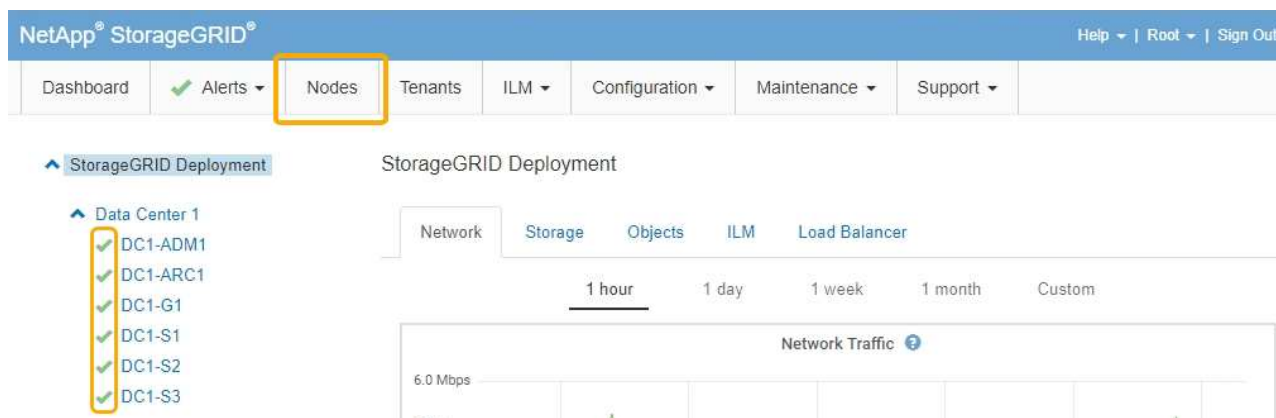 NetApp® StorageGRID®
Help | Root | Sign Out
Dashboard Alerts Nodes Tenants ILM Configuration Maintenance Support
StorageGRID Deployment
StorageGRID Deployment
Data Center 1
Network Storage Objects ILM Load Balancer
DC1-ADM1
DC1-ARC1
1 hour 1 day 1 week 1 month Custom
DC1-G1
DC1-S1
Network Traffic
DC1-S2
6.0 Mbps
DC1-S3